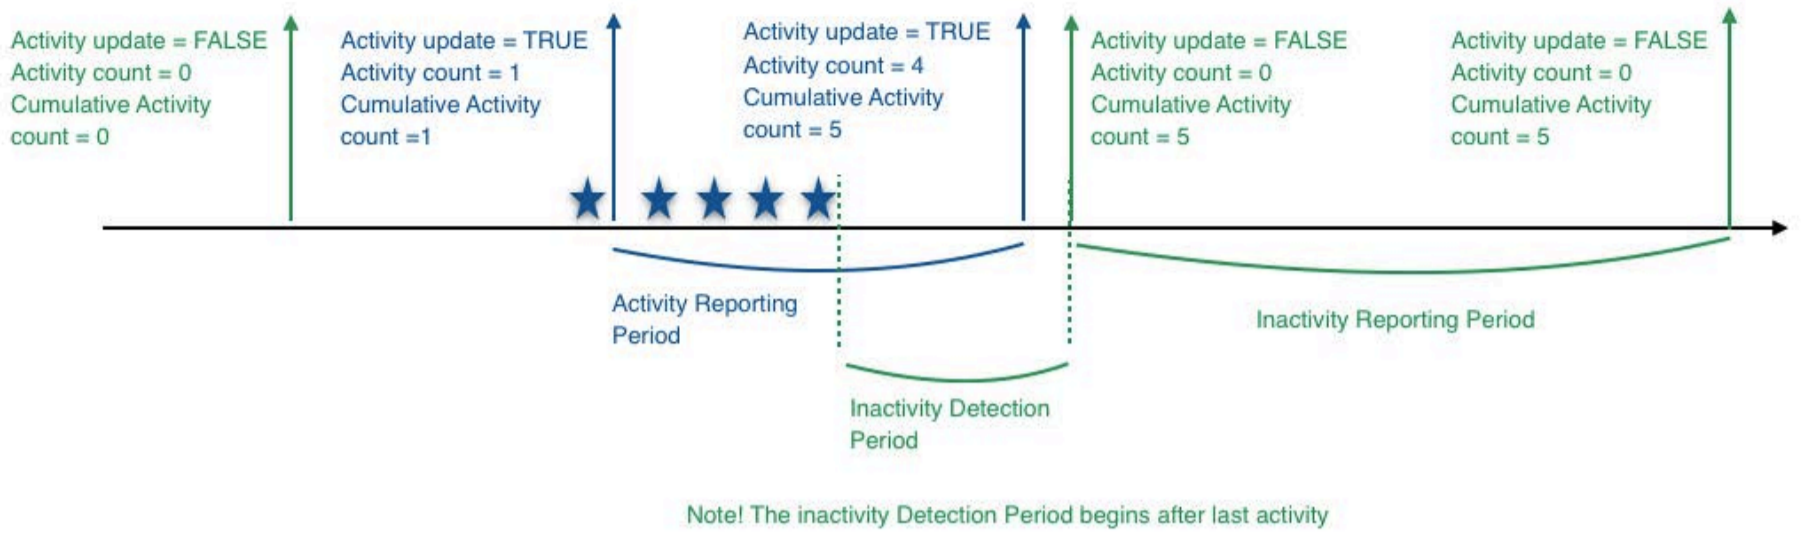 Activity update = FALSE
Activity count = 0
Cumulative Activity
count = 0
Activity update = TRUE
Activity count = 1
Cumulative Activity
count =1
Activity update = TRUE
Activity count = 4
Cumulative Activity
count = 5
Activity update = FALSE
Activity count = 0
Cumulative Activity
count = 5
Activity update = FALSE
Activity count = 0
Cumulative Activity
count = 5
Activity Reporting
Period
Inactivity Reporting Period
Inactivity Detection
Period
Note! The inactivity Detection Period begins after last activity